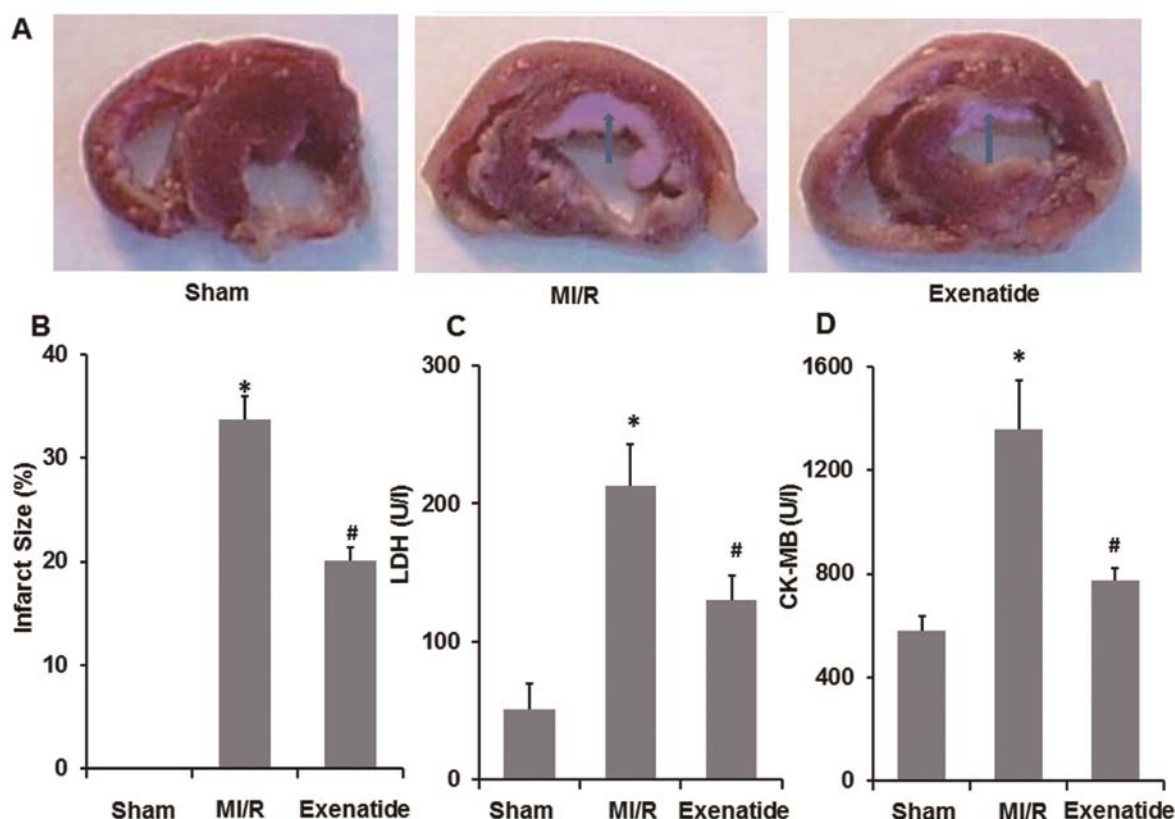 A
Sham
MI/R
Exenatide
B
Infarct Size (%)
40
30
20
10
0
*
#
Sham MI/R Exenatide
C
LDH (U/I)
300
200
100
0
*
#
Sham MI/R Exenatide
D
CK-MB (U/I)
1600
1200
800
400
0
*
#
Sham MI/R Exenatide